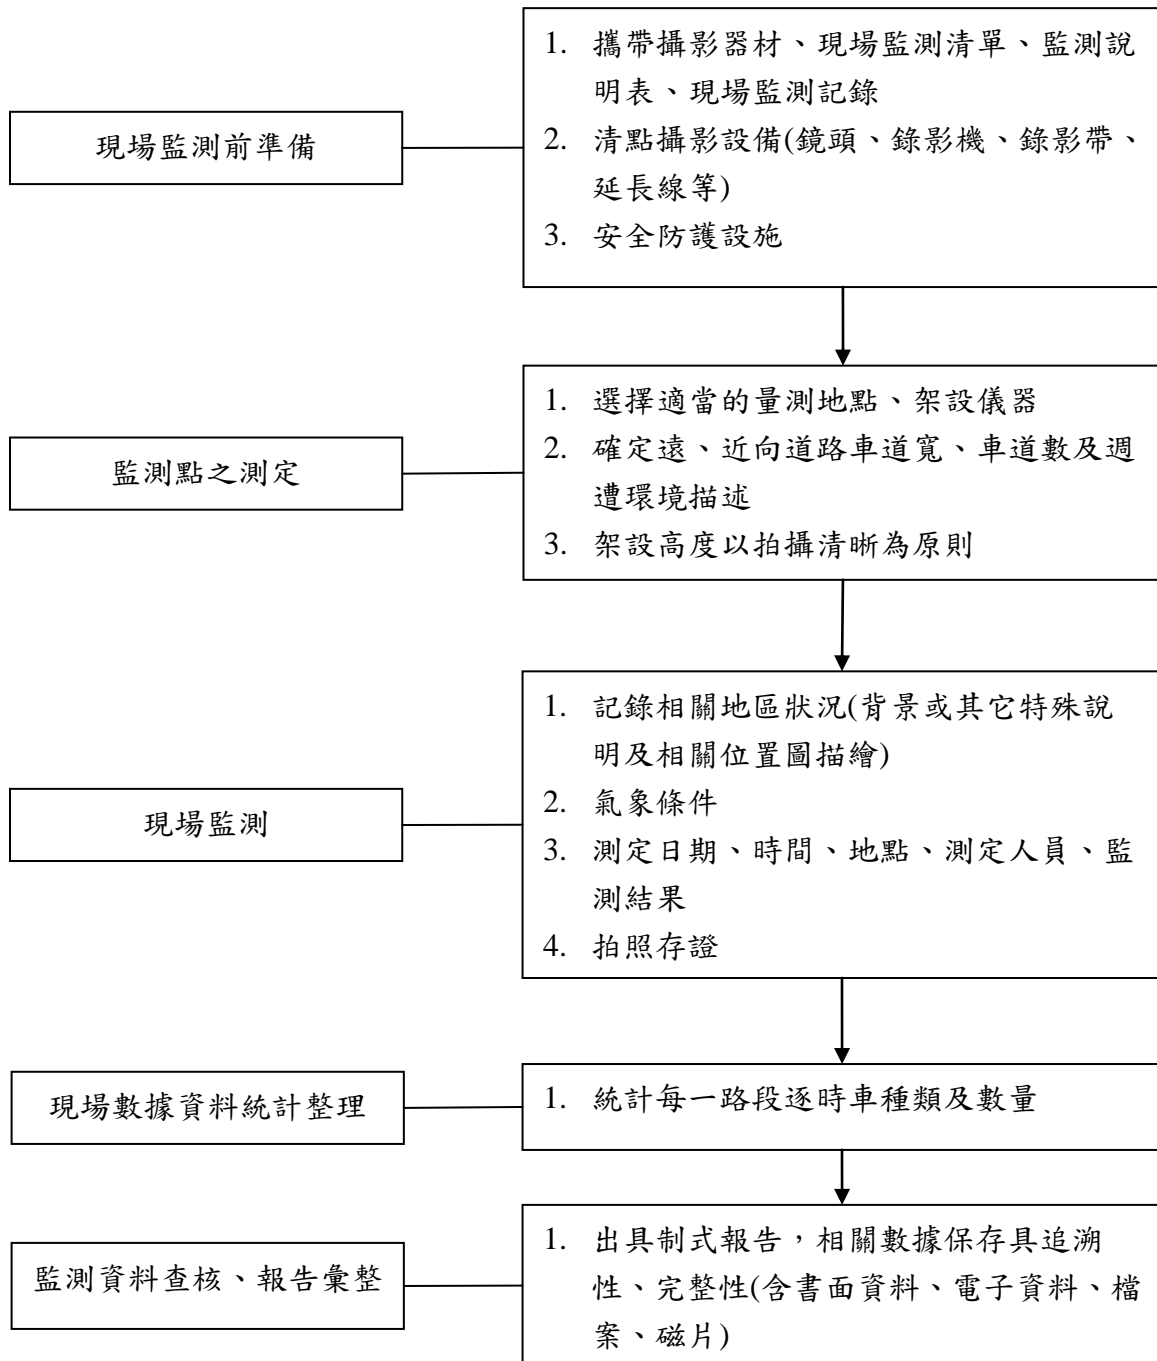 現場監測前準備
1. 攜帶攝影器材、現場監測清單、監測說
明表、現場監測記錄
2. 清點攝影設備(鏡頭、錄影機、錄影帶、
延長線等)
3. 安全防護設施
監測點之測定
1. 選擇適當的量測地點、架設儀器
2. 確定遠、近向道路車道寬、車道數及週
遭環境描述
3. 架設高度以拍攝清晰為原則
現場監測
1. 記錄相關地區狀況(背景或其它特殊說
明及相關位置圖描繪)
2. 氣象條件
3. 測定日期、時間、地點、測定人員、監
測結果
4. 拍照存證
現場數據資料統計整理
1. 統計每一路段逐時車種類及數量
監測資料查核、報告彙整
1. 出具制式報告，相關數據保存具追溯
性、完整性(含書面資料、電子資料、檔
案、磁片)